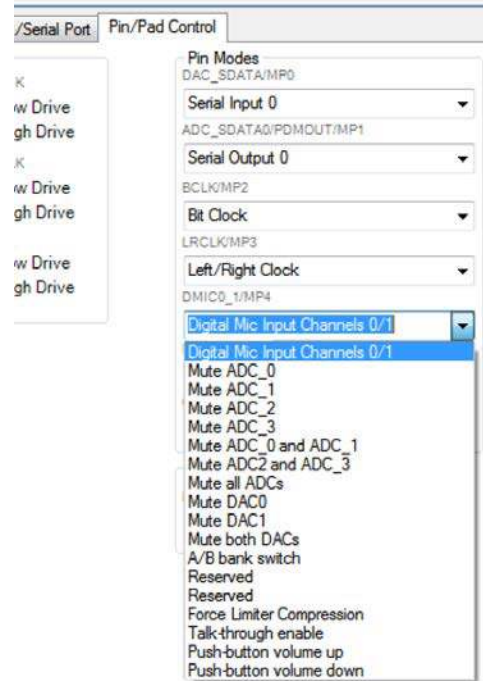 /Serial Port
Pin/Pad Control
K
w Drive
gh Drive
K
w Drive
gh Drive
w Drive
gh Drive
Pin Modes
DAC_SDATA/MP0
Serial Input 0
ADC_SDATA0/PDMOUT/MP1
Serial Output 0
BCLK/MP2
Bit Clock
LRCLK/MP3
Left/Right Clock
DMIC0_1/MP4
Digital Mic Input Channels 0/1
Digital Mic Input Channels 0/1
Mute ADC_0
Mute ADC_1
Mute ADC_2
Mute ADC_3
Mute ADC_0 and ADC_1
Mute ADC2 and ADC_3
Mute all ADCs
Mute DAC0
Mute DAC1
Mute both DACs
A/B bank switch
Reserved
Reserved
Force Limiter Compression
Talk-through enable
Push-button volume up
Push-button volume down